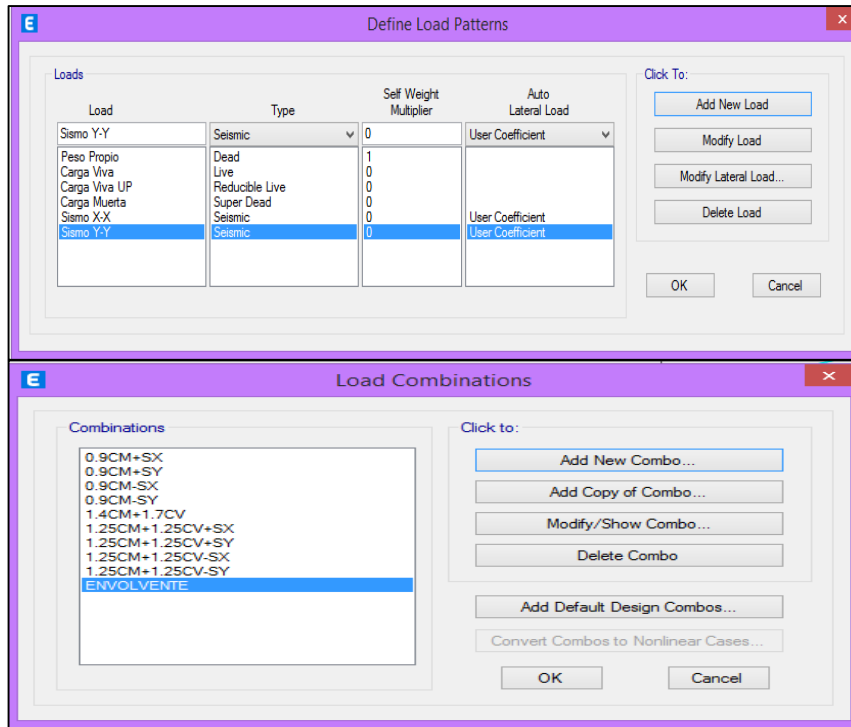 E
Define Load Patterns
x
Loads
Click To:
Load
Type
Self Weight
Multiplier
Auto
Lateral Load
Sismo Y-Y Seismic 0 User Coefficient
Peso Propio Dead 1
Carga Viva Live 0
Carga Viva UP Reducible Live 0
Carga Muerta Super Dead 0
Sismo X-X Seismic 0 User Coefficient
Sismo Y-Y Seismic 0 User Coefficient
Add New Load
Modify Load
Modify Lateral Load...
Delete Load
OK
Cancel
E
Load Combinations
x
Combinations
0.9CM+SX
0.9CM+SY
0.9CM-SX
0.9CM-SY
1.4CM+1.7CV
1.25CM+1.25CV+SX
1.25CM+1.25CV+SY
1.25CM+1.25CV-SX
1.25CM+1.25CV-SY
ENVOLVENTE
Click to:
Add New Combo...
Add Copy of Combo...
Modify/Show Combo...
Delete Combo
Add Default Design Combos...
Convert Combos to Nonlinear Cases...
OK
Cancel